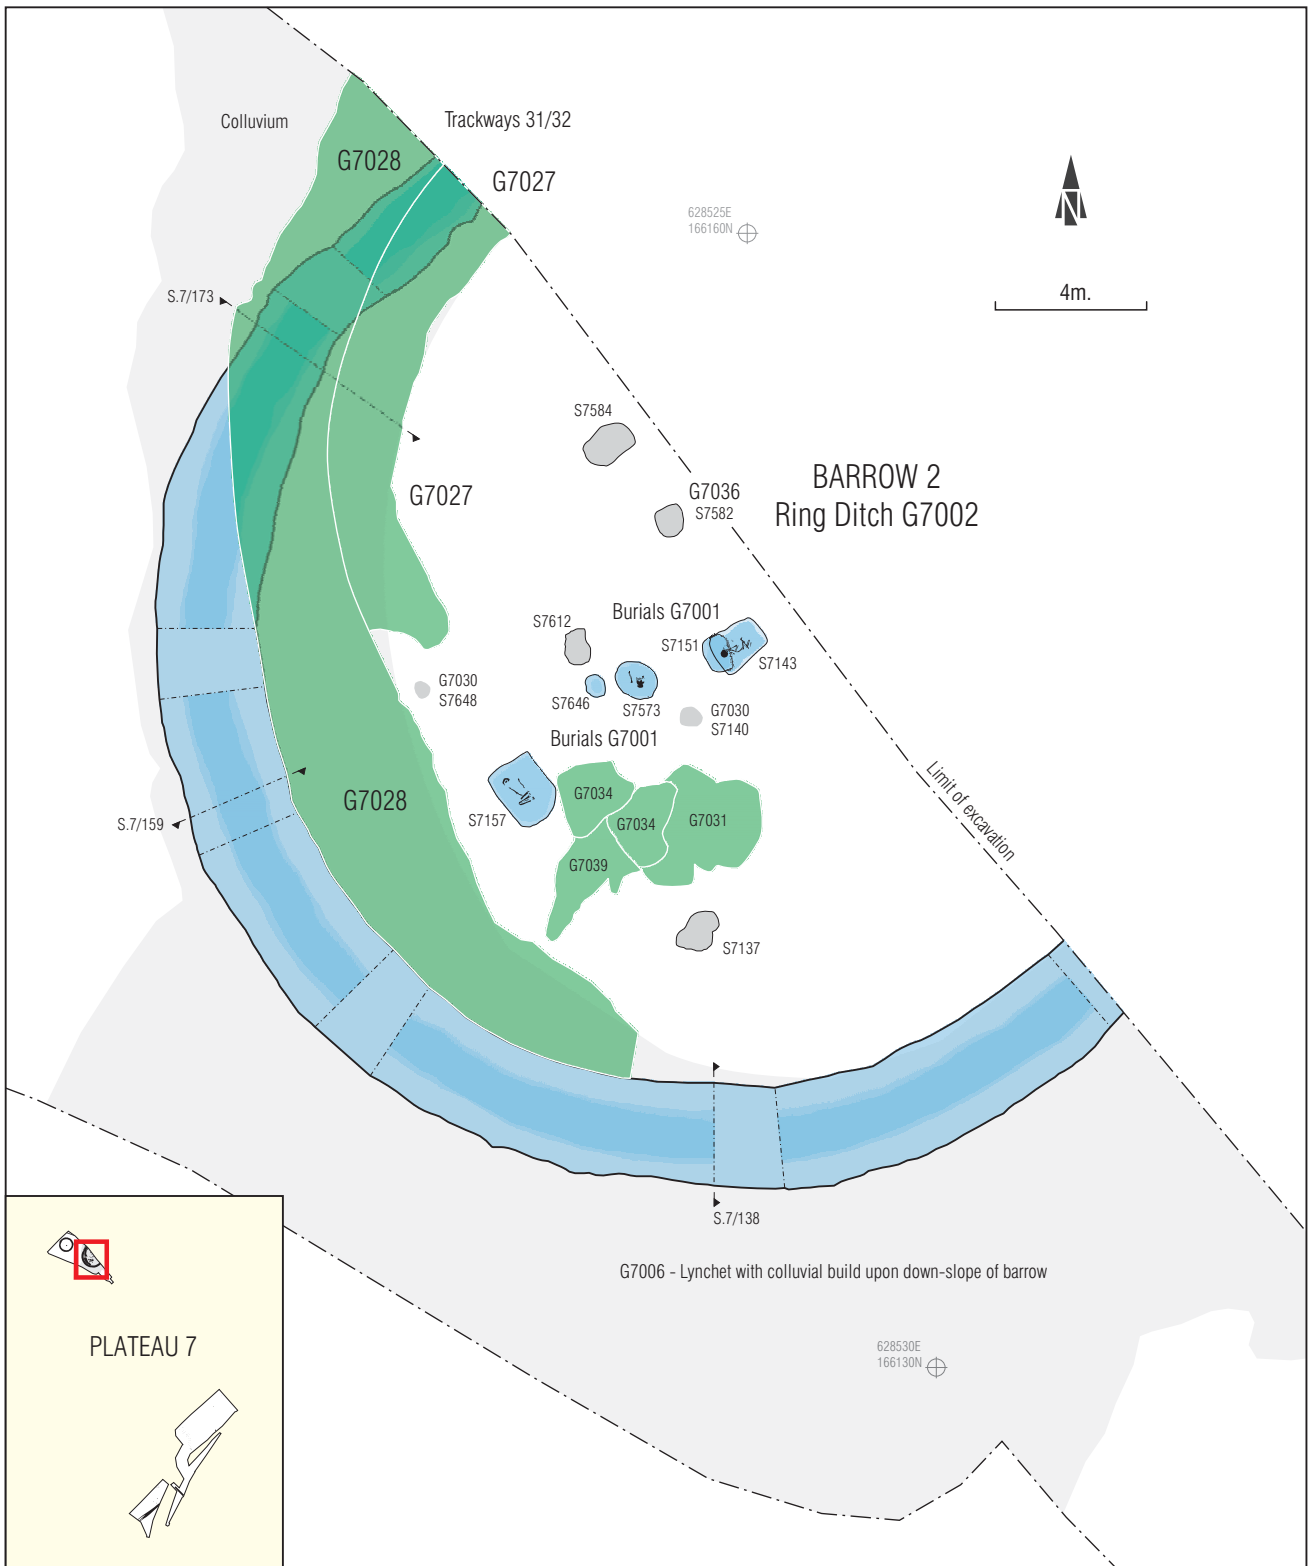 Colluvium
Trackways 31/32
G7028
G7027
628525E
166160N
N
4m.
S.7/173
S7584
G7027
G7036
S7582
BARROW 2
Ring Ditch G7002
Burials G7001
S7612
S7151
S7143
G7030
S7648
S7646
S7573
G7030
S7140
Burials G7001
Limit of excavation
G7028
G7034
S7157
G7034
G7031
S.7/159
G7039
S7137
S.7/138
G7006 - Lynchet with colluvial build upon down-slope of barrow
PLATEAU 7
628530E
166130N